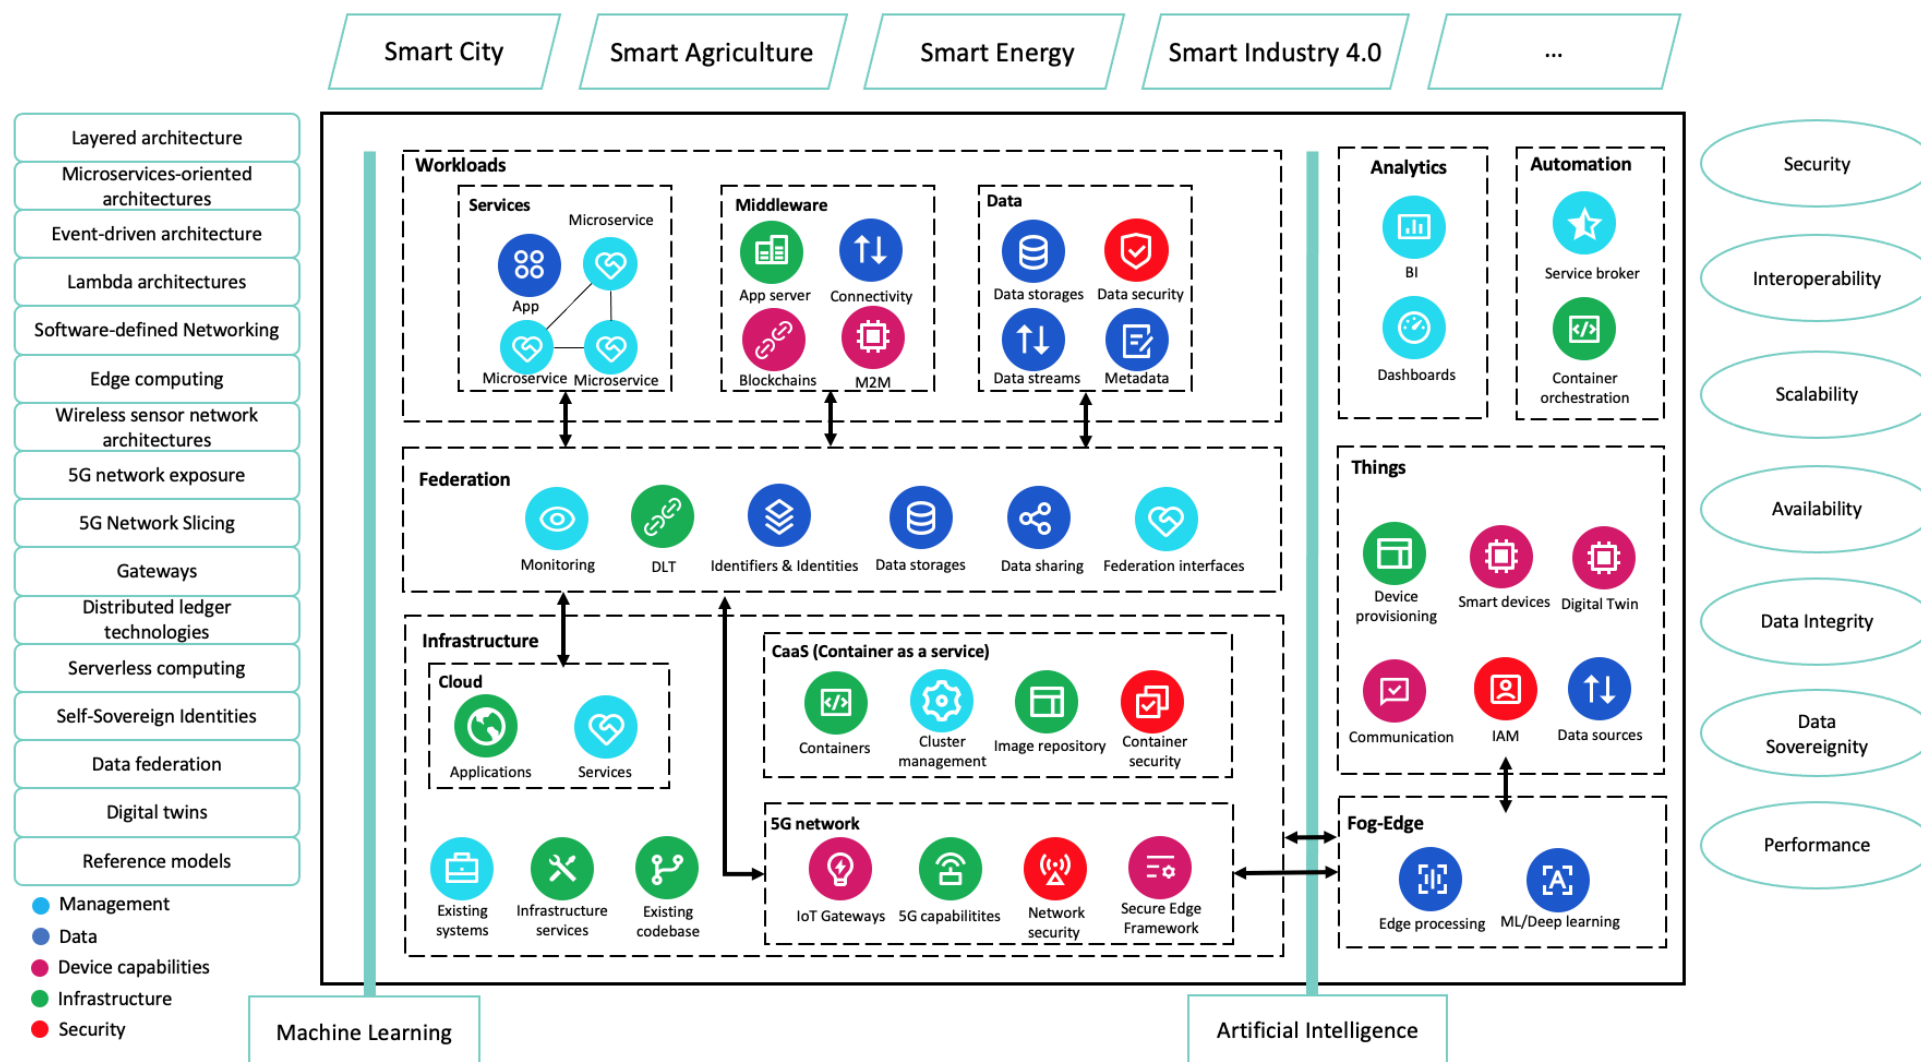 Smart City
Smart Agriculture
Smart Energy
Smart Industry 4.0
...
Layered architecture
Microservices-oriented
architectures
Event-driven architecture
Lambda architectures
Software-defined Networking
Edge computing
Wireless sensor network
architectures
5G network exposure
5G Network Slicing
Gateways
Distributed ledger
technologies
Serverless computing
Self-Sovereign Identities
Data federation
Digital twins
Reference models
Management
Data
Device capabilities
Infrastructure
Security
Workloads
Services
Microservice
App
Microservice
Microservice
Middleware
App server
Connectivity
Blockchains
M2M
Data
Data storages
Data security
Data streams
Metadata
Federation
Monitoring
DLT
Identifiers & Identities
Data storages
Data sharing
Federation interfaces
Infrastructure
Cloud
Applications
Services
CaaS (Container as a service)
Containers
Cluster
management
Image repository
Container
security
Existing
systems
Infrastructure
services
Existing
codebase
5G network
IoT Gateways
5G capabilitites
Network
security
Secure Edge
Framework
Analytics
BI
Dashboards
Automation
Service broker
Container
orchestration
Things
Device
provisioning
Smart devices
Digital Twin
Communication
IAM
Data sources
Fog-Edge
Edge processing
ML/Deep learning
Security
Interoperability
Scalability
Availability
Data Integrity
Data
Sovereignity
Performance
Machine Learning
Artificial Intelligence